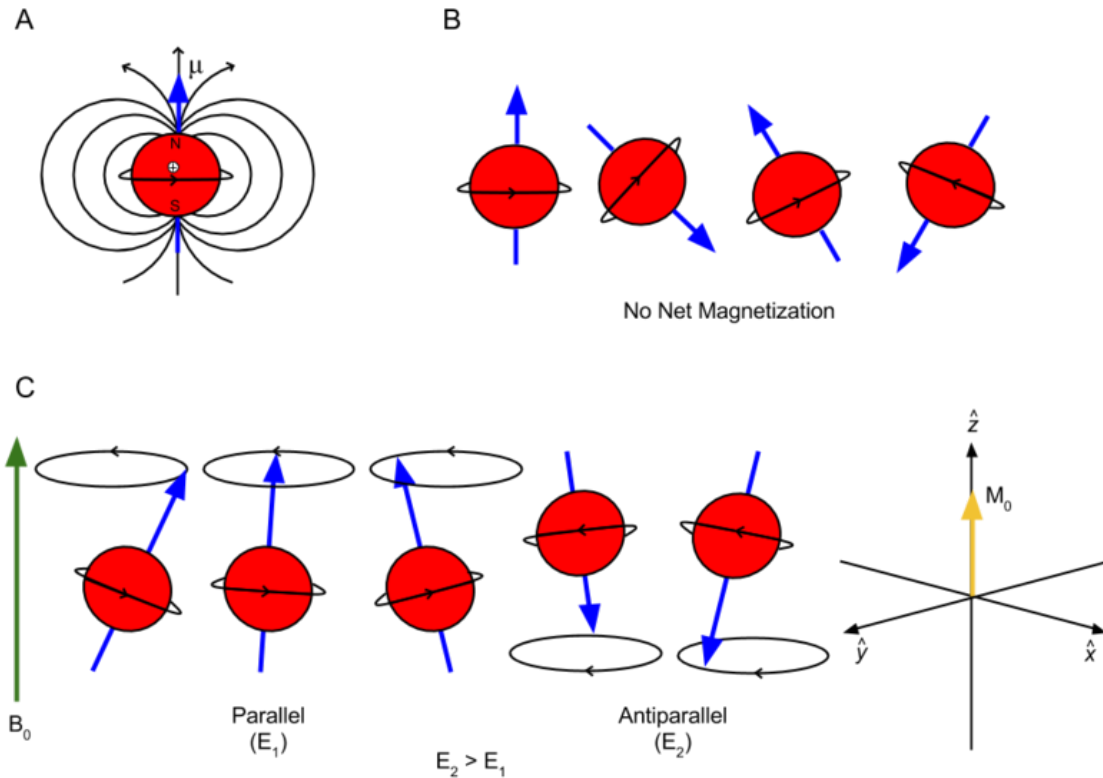 A
μ
N
S
B
No Net Magnetization
C
B₀
Parallel
(E₁)
E₂ > E₁
Antiparallel
(E₂)
ẑ
M₀
ŷ
x̂